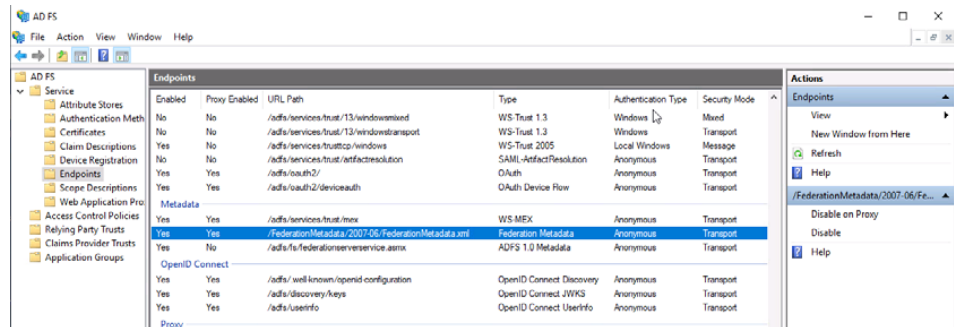 AD FS
File Action View Window Help
AD FS
Service
Attribute Stores
Authentication Meth
Certificates
Claim Descriptions
Device Registration
Endpoints
Scope Descriptions
Web Application Pro
Access Control Policies
Relying Party Trusts
Claims Provider Trusts
Application Groups
Endpoints
Enabled Proxy Enabled URL Path Type Authentication Type Security Mode
No No /adfs/services/trust/13/windowsmixed WS-Trust 1.3 Windows Mixed
No No /adfs/services/trust/13/windowstransport WS-Trust 1.3 Windows Transport
Yes No /adfs/services/trusttcp/windows WS-Trust 2005 Local Windows Message
No No /adfs/services/trust/artifactresolution SAML-ArtifactResolution Anonymous Transport
Yes Yes /adfs/oauth2/ OAuth Anonymous Transport
Yes Yes /adfs/oauth2/deviceauth OAuth Device Flow Anonymous Transport
Metadata
Yes Yes /adfs/services/trust/mex WS-MEX Anonymous Transport
Yes Yes /FederationMetadata/2007-06/FederationMetadata.xml Federation Metadata Anonymous Transport
Yes No /adfs/fs/federationserverservice.asmx ADFS 1.0 Metadata Anonymous Transport
OpenID Connect
Yes Yes /adfs/.well-known/openid-configuration OpenID Connect Discovery Anonymous Transport
Yes Yes /adfs/discovery/keys OpenID Connect JWKS Anonymous Transport
Yes Yes /adfs/userinfo OpenID Connect UserInfo Anonymous Transport
Proxy
Actions
Endpoints
View
New Window from Here
Refresh
Help
/FederationMetadata/2007-06/Fe...
Disable on Proxy
Disable
Help